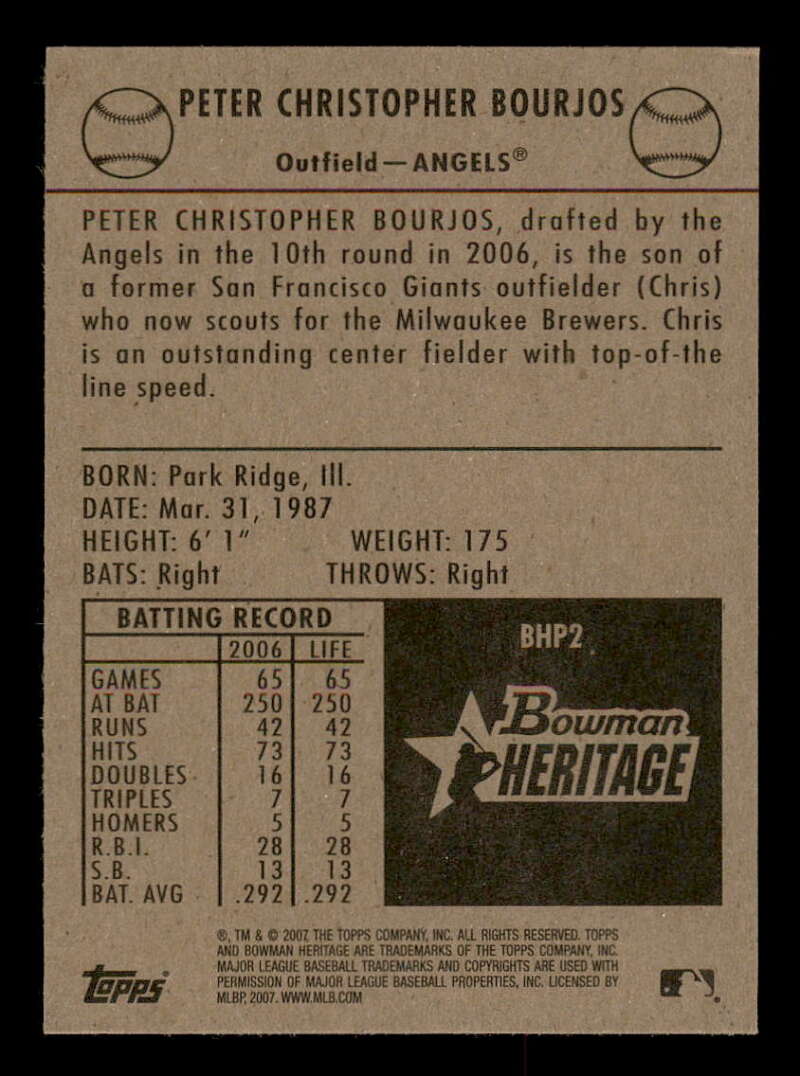 PETER CHRISTOPHER BOURJOS
Outfield—ANGELS®
PETER CHRISTOPHER BOURJOS, drafted by the
Angels in the 10th round in 2006, is the son of
a former San Francisco Giants outfielder (Chris)
who now scouts for the Milwaukee Brewers. Chris
is an outstanding center fielder with top-of-the
line speed.
BORN: Park Ridge, Ill.
DATE: Mar. 31, 1987
HEIGHT: 6' 1" WEIGHT: 175
BATS: Right THROWS: Right
BATTING RECORD
2006 LIFE
GAMES 65 65
AT BAT 250 250
RUNS 42 42
HITS 73 73
DOUBLES 16 16
TRIPLES 7 7
HOMERS 5 5
R.B.I. 28 28
S.B. 13 13
BAT. AVG .292 .292
BHP2
Bowman
HERITAGE
®, TM & © 2007 THE TOPPS COMPANY, INC. ALL RIGHTS RESERVED. TOPPS
AND BOWMAN HERITAGE ARE TRADEMARKS OF THE TOPPS COMPANY, INC.
MAJOR LEAGUE BASEBALL TRADEMARKS AND COPYRIGHTS ARE USED WITH
PERMISSION OF MAJOR LEAGUE BASEBALL PROPERTIES, INC. LICENSED BY
MLBP, 2007. WWW.MLB.COM
Topps